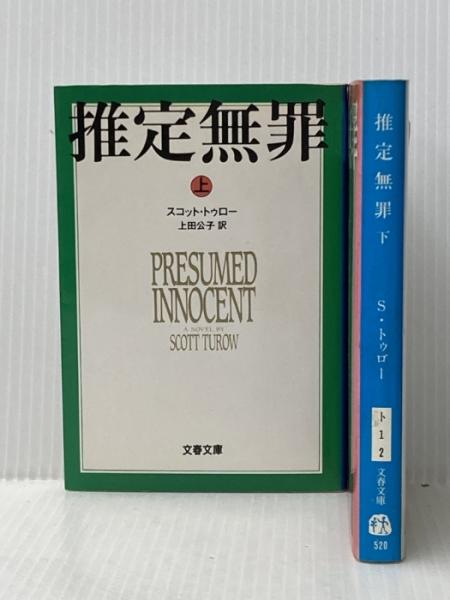 推定無罪
上
スコット・トゥロー
上田公子 訳
PRESUMED
INNOCENT
A NOVEL BY
SCOTT TUROW
文春文庫
推定無罪 下
S・トゥロー
ト
1
2
文春文庫
520